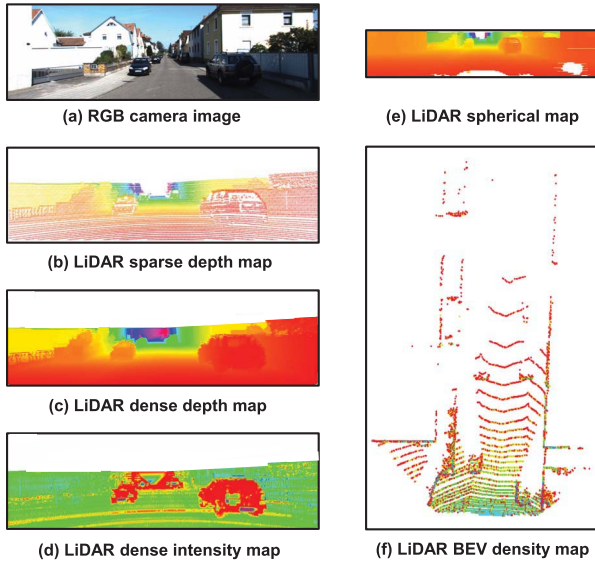 (a) RGB camera image
(b) LiDAR sparse depth map
(c) LiDAR dense depth map
(d) LiDAR dense intensity map
(e) LiDAR spherical map
(f) LiDAR BEV density map